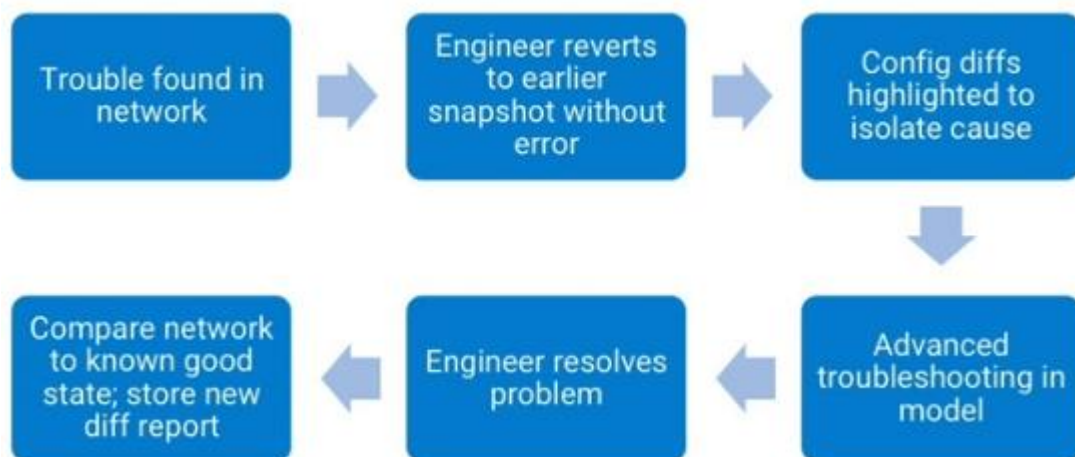 Trouble found in
network
Engineer reverts
to earlier
snapshot without
error
Config diffs
highlighted to
isolate cause
Advanced
troubleshooting in
model
Engineer resolves
problem
Compare network
to known good
state; store new
diff report